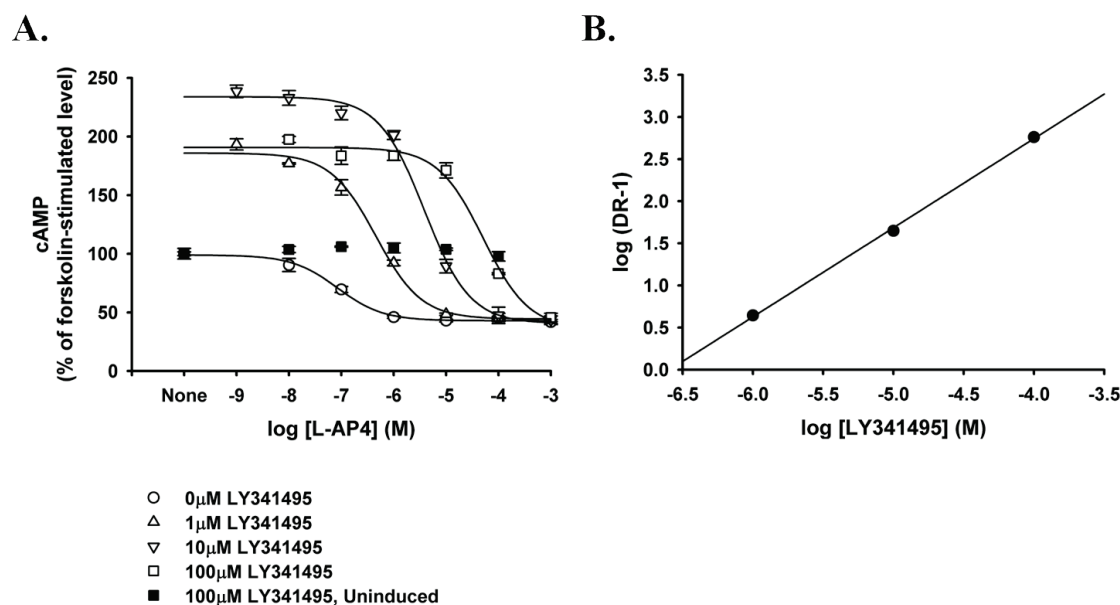 A.
250
200
150
100
50
0
cAMP
(% of forskolin-stimulated level)
None -9 -8 -7 -6 -5 -4 -3
log [L-AP4] (M)
B.
3.5
3.0
2.5
2.0
1.5
1.0
0.5
0.0
log (DR-1)
-6.5 -6.0 -5.5 -5.0 -4.5 -4.0 -3.5
log [LY341495] (M)
0μM LY341495
1μM LY341495
10μM LY341495
100μM LY341495
100μM LY341495, Uninduced